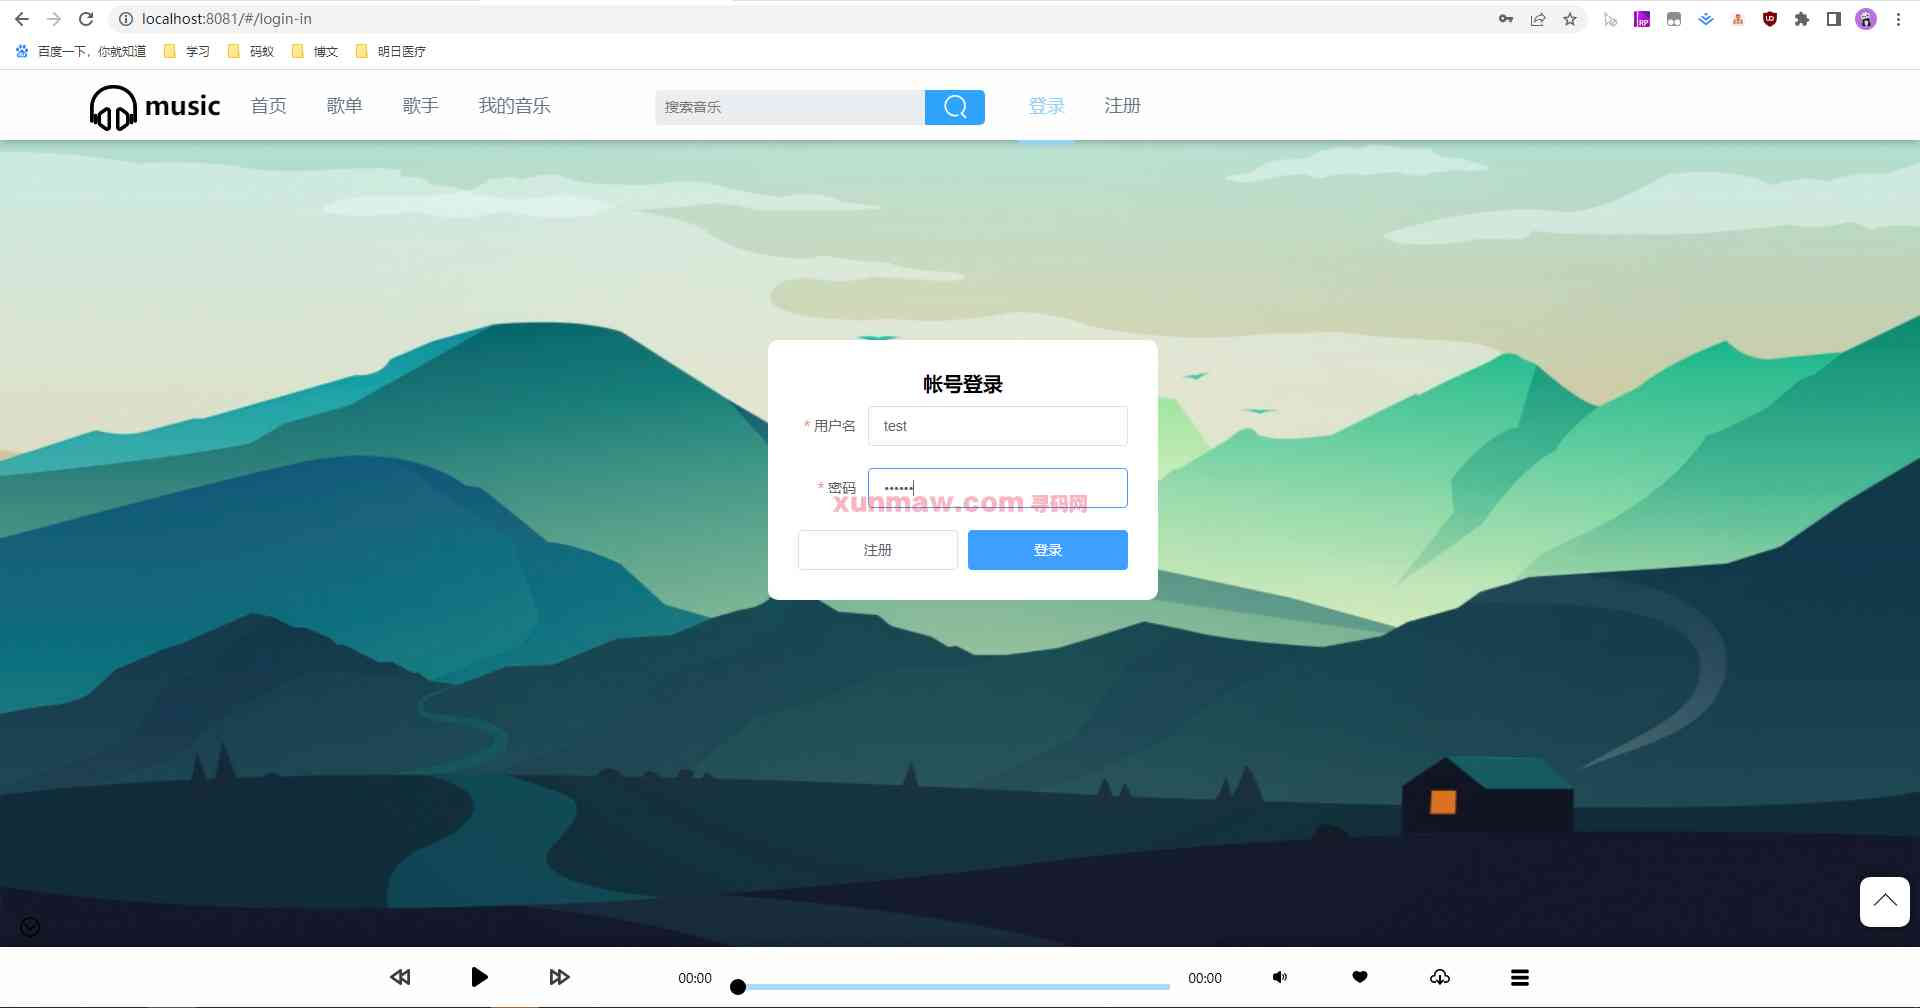 localhost:8081/#/login-in
百度一下，你就知道 学习 码蚁 博文 明日医疗
music 首页 歌单 歌手 我的音乐 搜索音乐 登录 注册
帐号登录
* 用户名 test
* 密码 ••••••
xunmaw.com 寻码网
注册 登录
00:00 00:00